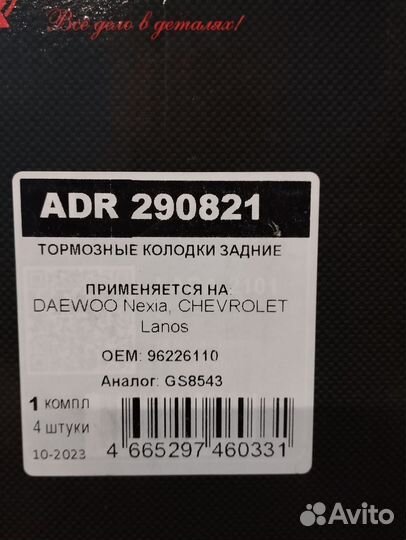 Всё дело в деталях!
ADR 290821
ТОРМОЗНЫЕ КОЛОДКИ ЗАДНИЕ
ПРИМЕНЯЕТСЯ НА
DAEWOO Nexia, CHEVROLET
Lanos
OEM: 96226110
Аналог: GS8543
1 КОМПЛ
4 штуки
10-2023
4 665297 460331
Avito